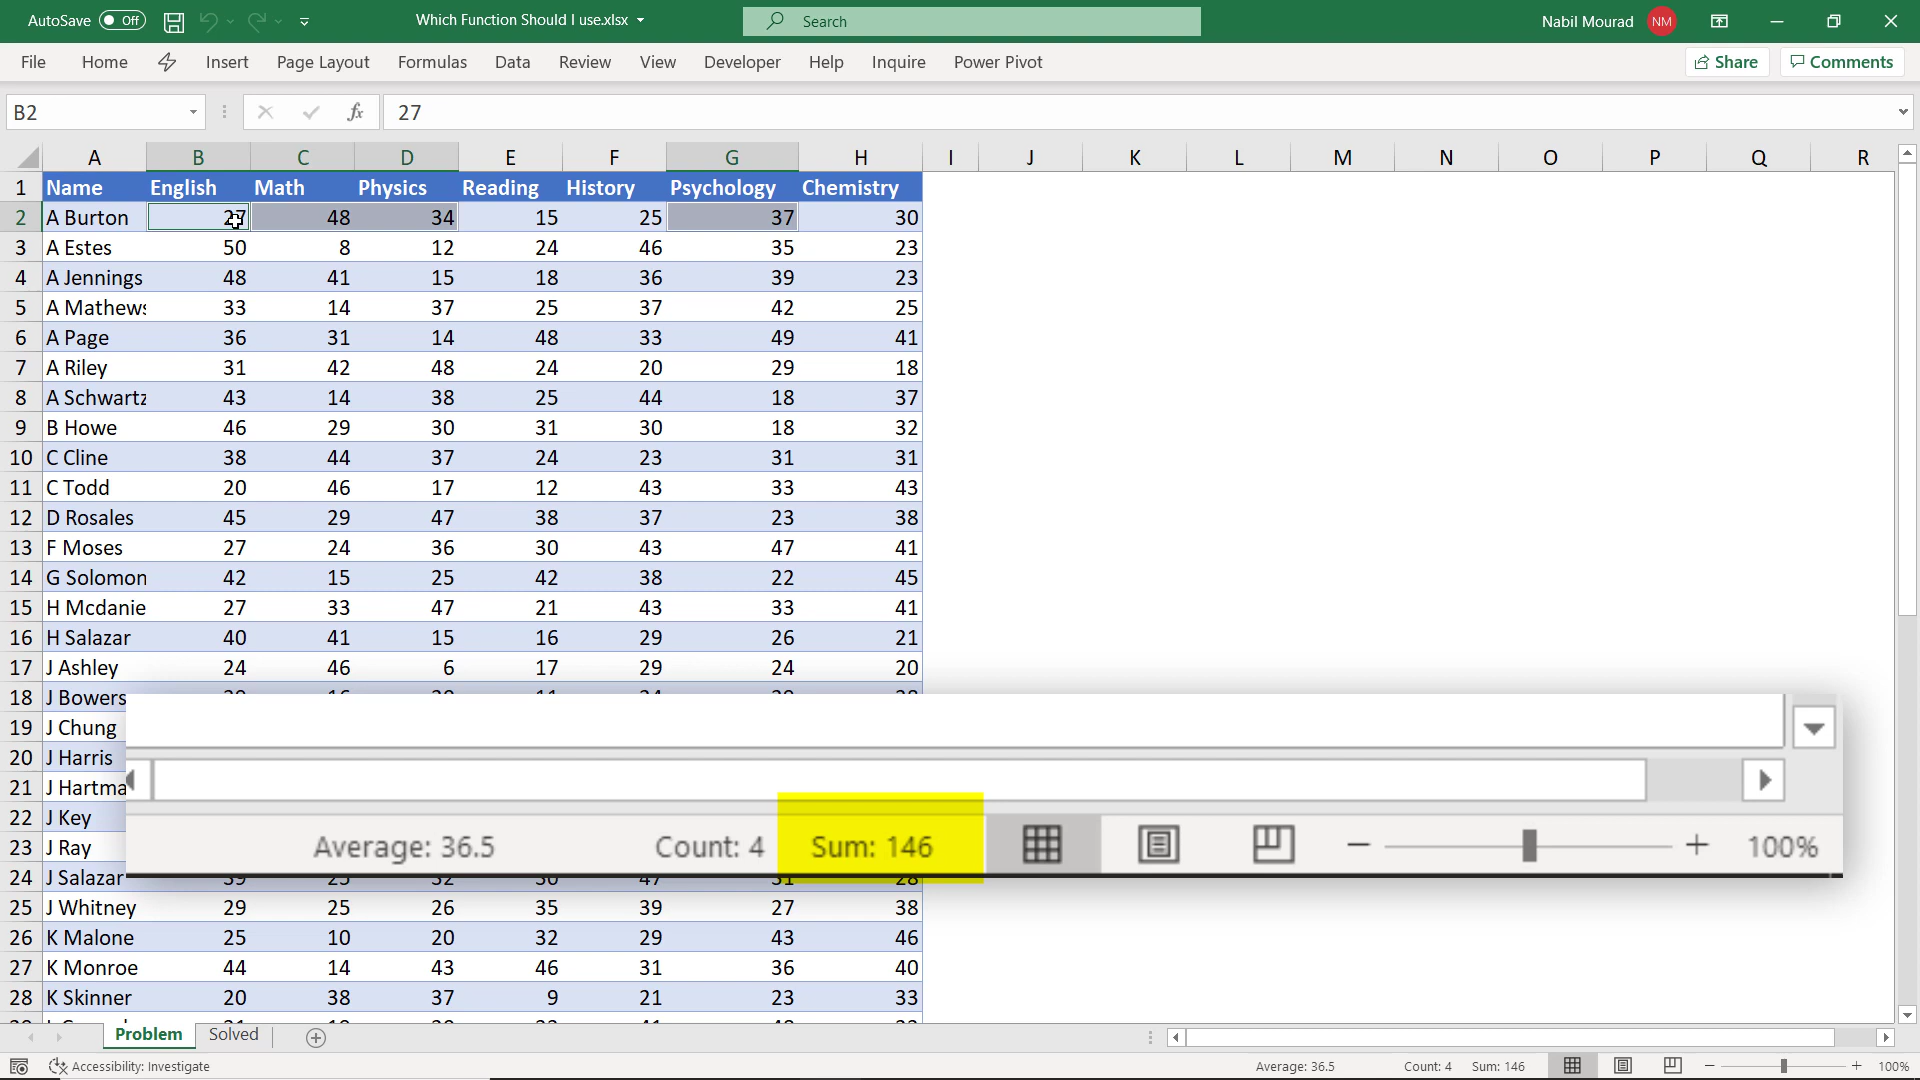 AutoSave Off Which Function Should I use.xlsx Search Nabil Mourad NM
File Home Insert Page Layout Formulas Data Review View Developer Help Inquire Power Pivot Share Comments
B2 fx 27
A B C D E F G H I J K L M N O P Q R
1 Name English Math Physics Reading History Psychology Chemistry
2 A Burton 27 48 34 15 25 37 30
3 A Estes 50 8 12 24 46 35 23
4 A Jennings 48 41 15 18 36 39 23
5 A Mathews 33 14 37 25 37 42 25
6 A Page 36 31 14 48 33 49 41
7 A Riley 31 42 48 24 20 29 18
8 A Schwartz 43 14 38 25 44 18 37
9 B Howe 46 29 30 31 30 18 32
10 C Cline 38 44 37 24 23 31 31
11 C Todd 20 46 17 12 43 33 43
12 D Rosales 45 29 47 38 37 23 38
13 F Moses 27 24 36 30 43 47 41
14 G Solomon 42 15 25 42 38 22 45
15 H Mcdanie 27 33 47 21 43 33 41
16 H Salazar 40 41 15 16 29 26 21
17 J Ashley 24 46 6 17 29 24 20
18 J Bowers
19 J Chung
20 J Harris
21 J Hartma
22 J Key
23 J Ray
Average: 36.5 Count: 4 Sum: 146 100%
24 J Salazar
25 J Whitney 29 25 26 35 39 27 38
26 K Malone 25 10 20 32 29 43 46
27 K Monroe 44 14 43 46 31 36 40
28 K Skinner 20 38 37 9 21 23 33
Problem Solved
Accessibility: Investigate Average: 36.5 Count: 4 Sum: 146 100%